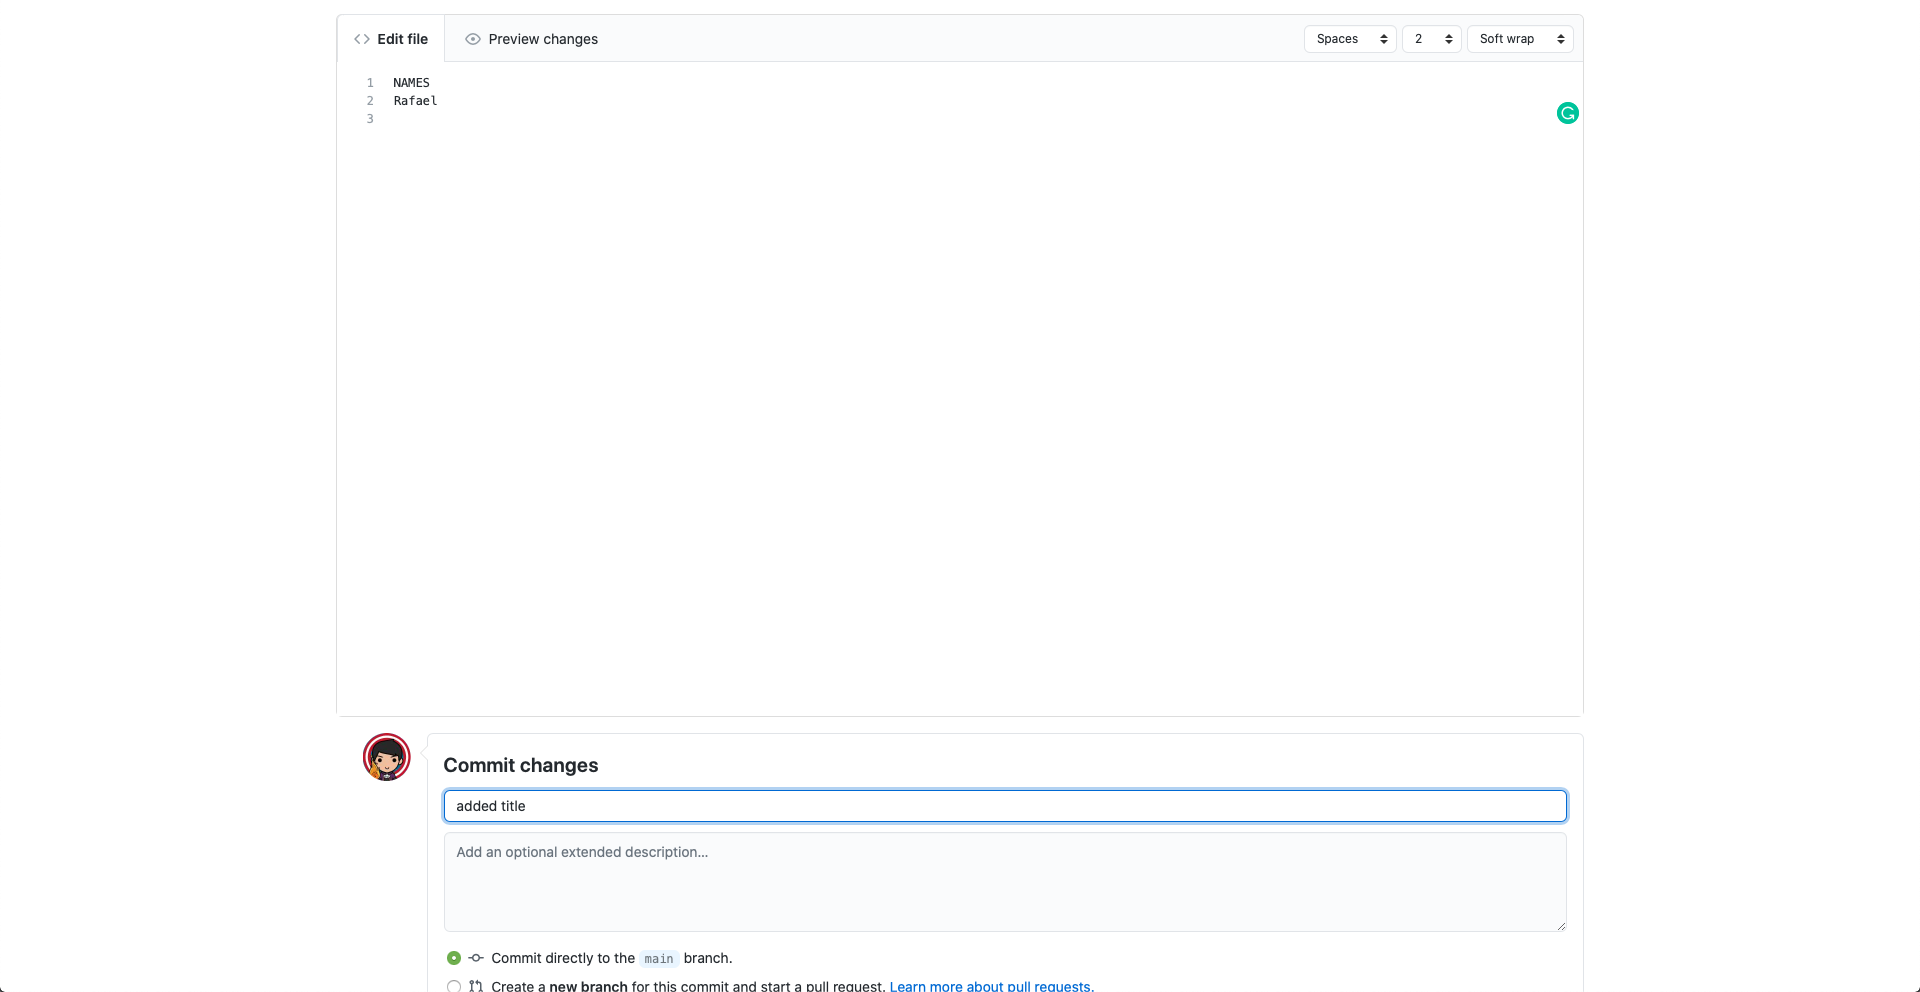 Edit file
Preview changes
Spaces
2
Soft wrap
1 NAMES
2 Rafael
3
Commit changes
added title
Add an optional extended description...
Commit directly to the main branch.
Create a new branch for this commit and start a pull request. Learn more about pull requests.